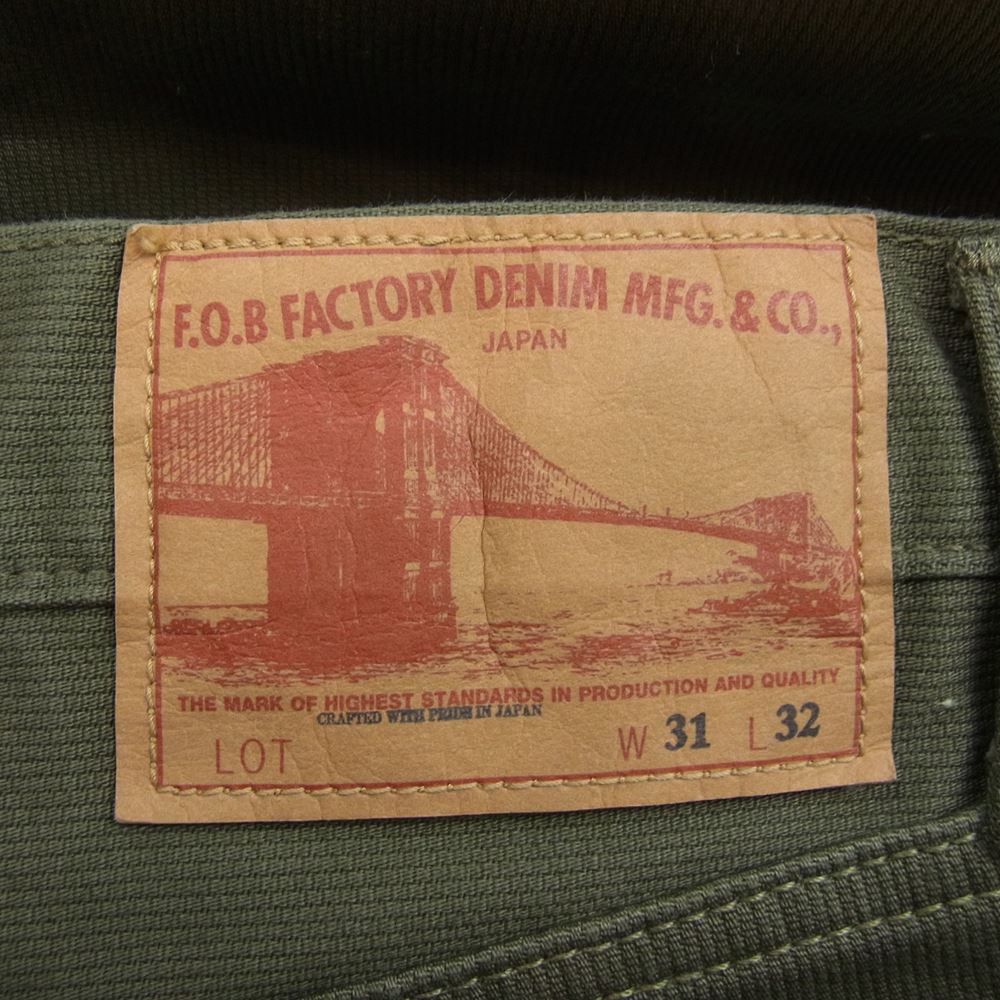 F.O.B FACTORY DENIM MFG. & CO.,
JAPAN
THE MARK OF HIGHEST STANDARDS IN PRODUCTION AND QUALITY
CRAFTED WITH PRIDE IN JAPAN
LOT W 31 L 32